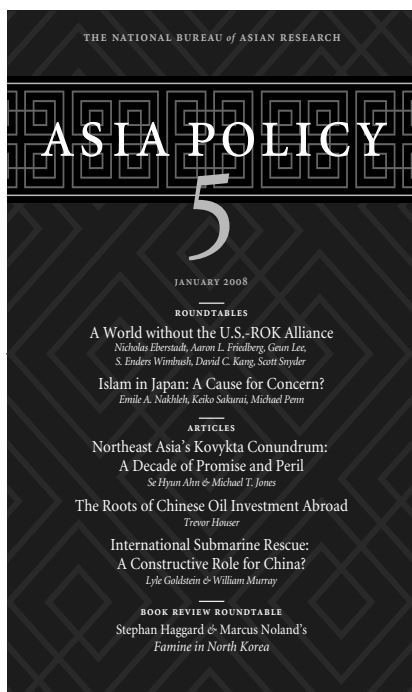 THE NATIONAL BUREAU of ASIAN RESEARCH
ASIA POLICY
5
JANUARY 2008
ROUNDTABLES
A World without the U.S.-ROK Alliance
Nicholas Eberstadt, Aaron L. Friedberg, Geun Lee,
S. Enders Wimbush, David C. Kang, Scott Snyder
Islam in Japan: A Cause for Concern?
Emile A. Nakhleh, Keiko Sakurai, Michael Penn
ARTICLES
Northeast Asia's Kovykta Conundrum:
A Decade of Promise and Peril
Se Hyun Ahn & Michael T. Jones
The Roots of Chinese Oil Investment Abroad
Trevor Houser
International Submarine Rescue:
A Constructive Role for China?
Lyle Goldstein & William Murray
BOOK REVIEW ROUNDTABLE
Stephan Haggard & Marcus Noland's
Famine in North Korea